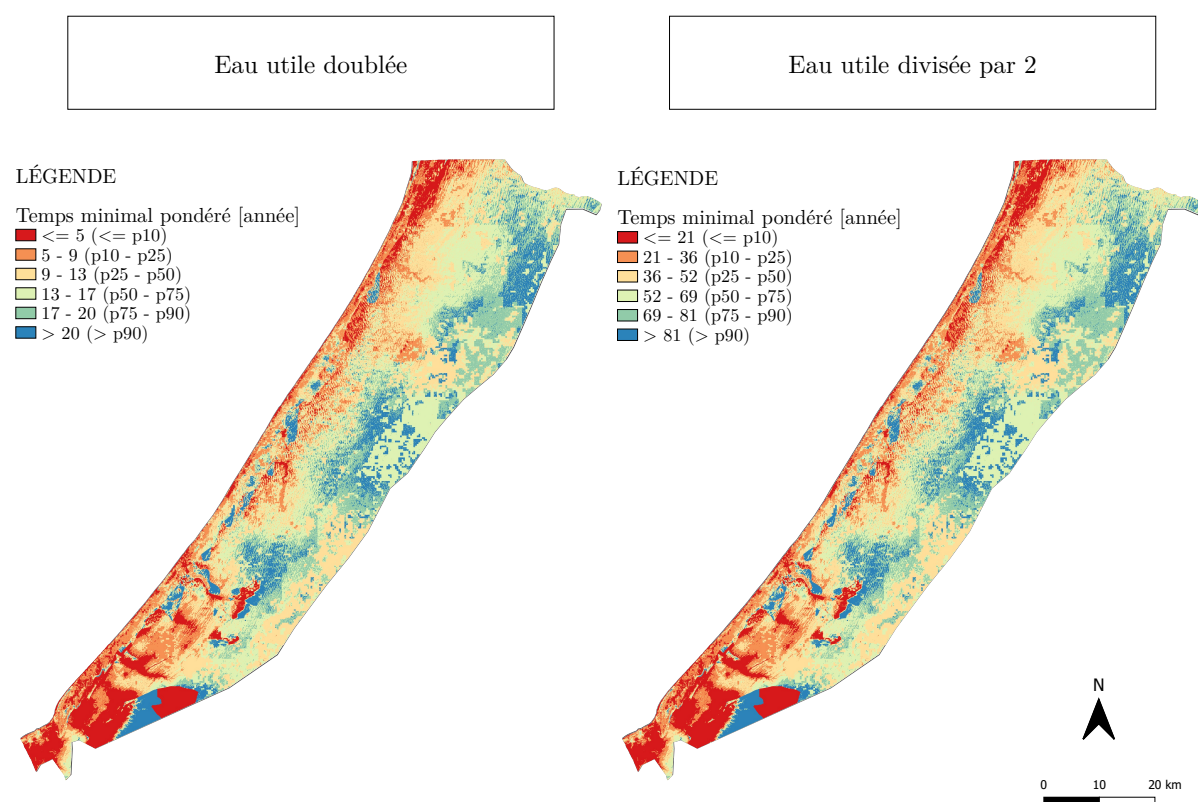 Eau utile doublée
Eau utile divisée par 2
LÉGENDE
Temps minimal pondéré [année]
<= 5 (<= p10)
5 - 9 (p10 - p25)
9 - 13 (p25 - p50)
13 - 17 (p50 - p75)
17 - 20 (p75 - p90)
> 20 (> p90)
LÉGENDE
Temps minimal pondéré [année]
<= 21 (<= p10)
21 - 36 (p10 - p25)
36 - 52 (p25 - p50)
52 - 69 (p50 - p75)
69 - 81 (p75 - p90)
> 81 (> p90)
N
0 10 20 km